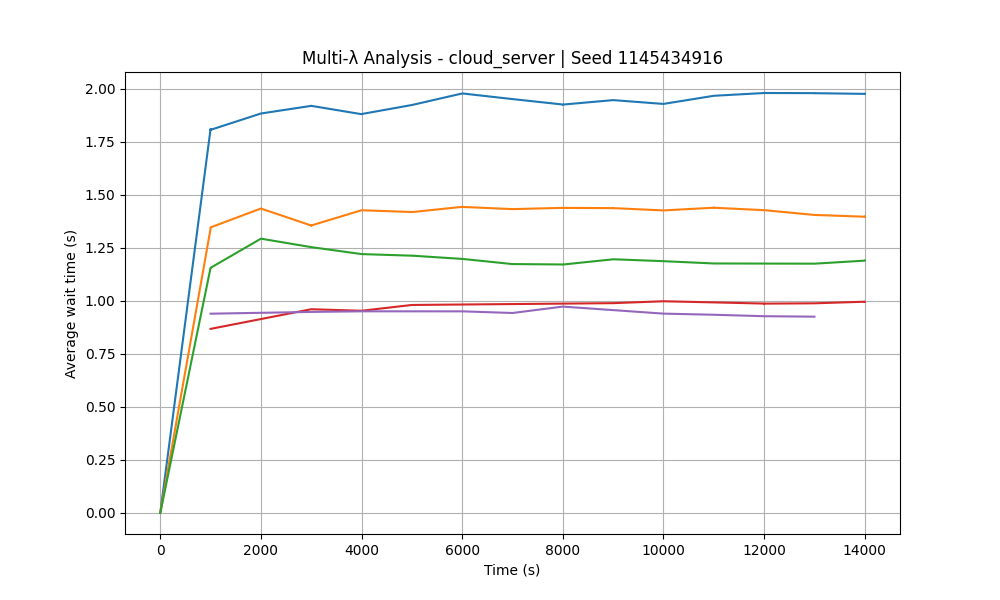 Multi-λ Analysis - cloud_server | Seed 1145434916
Average wait time (s)
2.00
1.75
1.50
1.25
1.00
0.75
0.50
0.25
0.00
0 2000 4000 6000 8000 10000 12000 14000
Time (s)